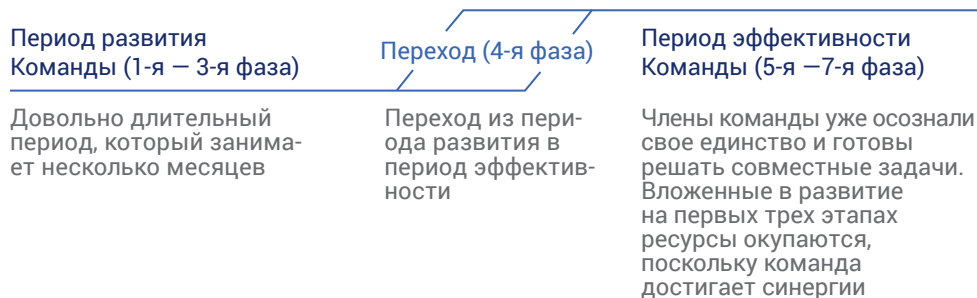 Период развития
Команды (1-я — 3-я фаза)
Довольно длительный
период, который занима-
ет несколько месяцев
Переход (4-я фаза)
Переход из пери-
ода развития в
период эффектив-
ности
Период эффективности
Команды (5-я —7-я фаза)
Члены команды уже осознали
свое единство и готовы
решать совместные задачи.
Вложенные в развитие
на первых трех этапах
ресурсы окупаются,
поскольку команда
достигает синергии